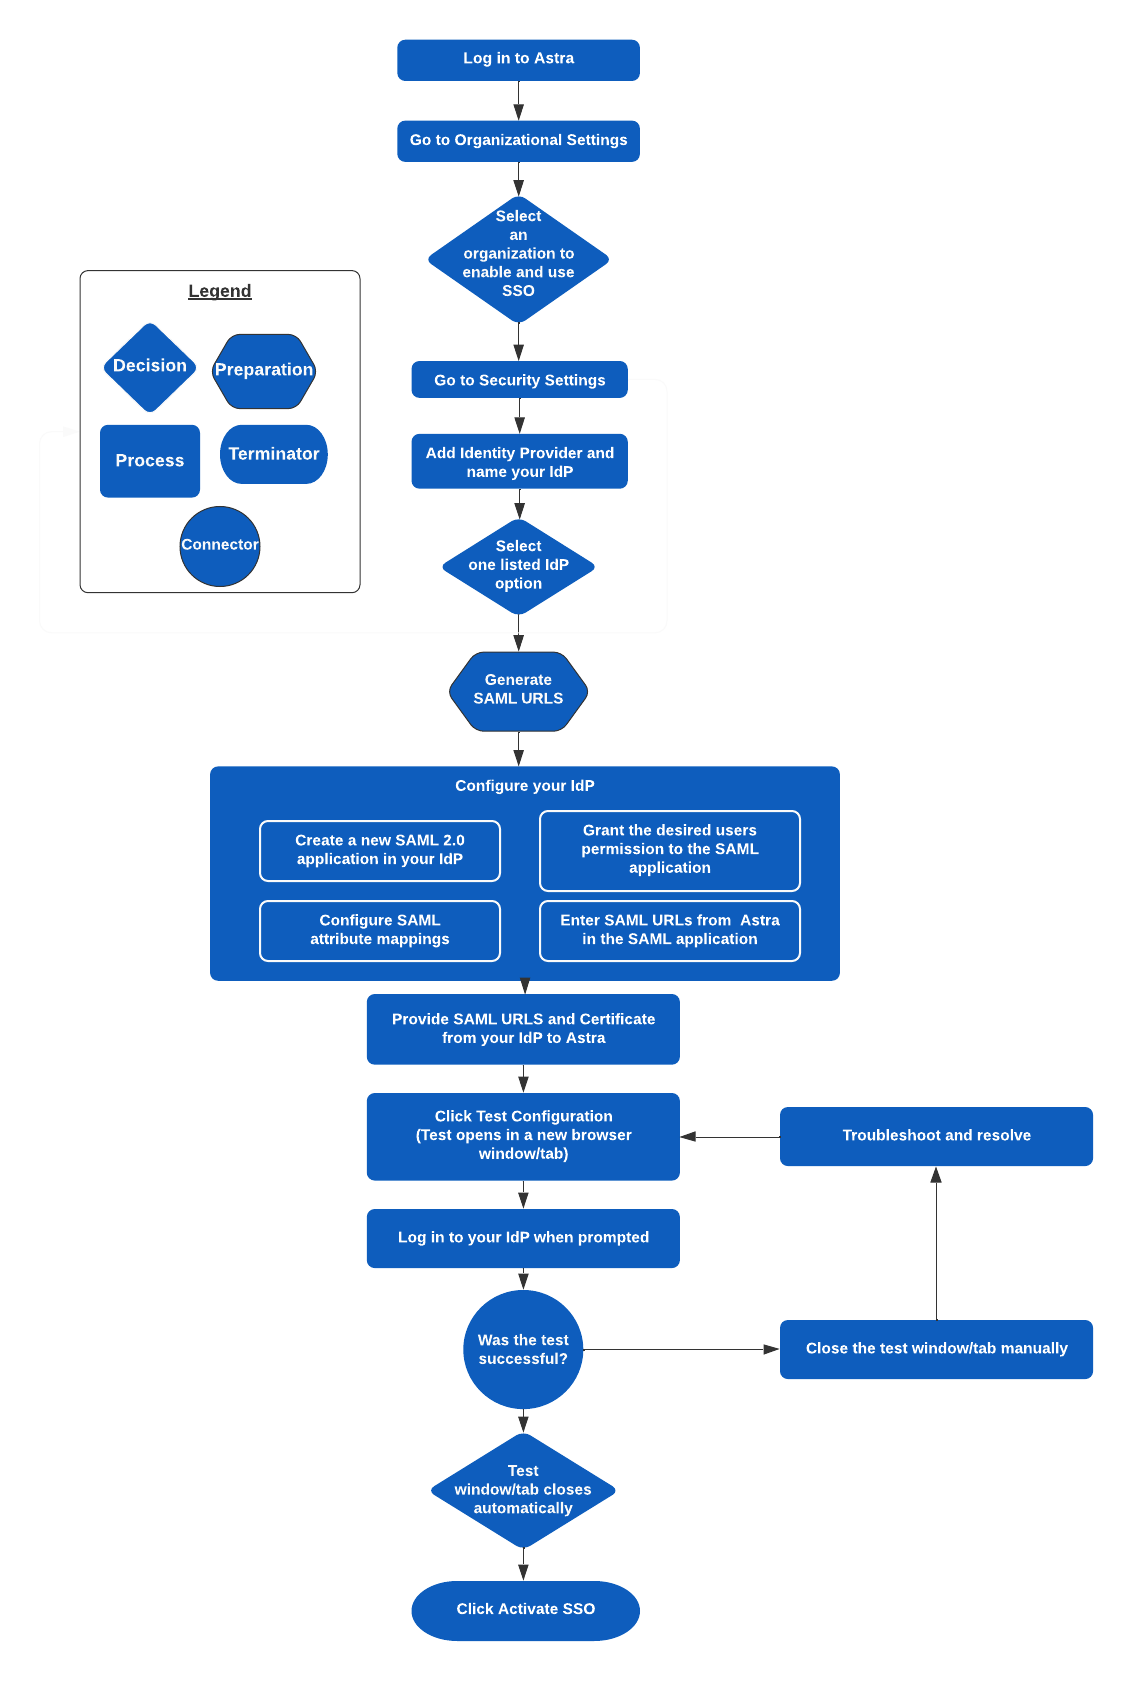 Log in to Astra
Go to Organizational Settings
Select
an
organization to
enable and use
SSO
Legend
Decision
Preparation
Process
Terminator
Connector
Go to Security Settings
Add Identity Provider and
name your IdP
Select
one listed IdP
option
Generate
SAML URLS
Configure your IdP
Create a new SAML 2.0
application in your IdP
Grant the desired users
permission to the SAML
application
Configure SAML
attribute mappings
Enter SAML URLs from  Astra
in the SAML application
Provide SAML URLS and Certificate
from your IdP to Astra
Click Test Configuration
(Test opens in a new browser
window/tab)
Troubleshoot and resolve
Log in to your IdP when prompted
Was the test
successful?
Close the test window/tab manually
Test
window/tab closes
automatically
Click Activate SSO